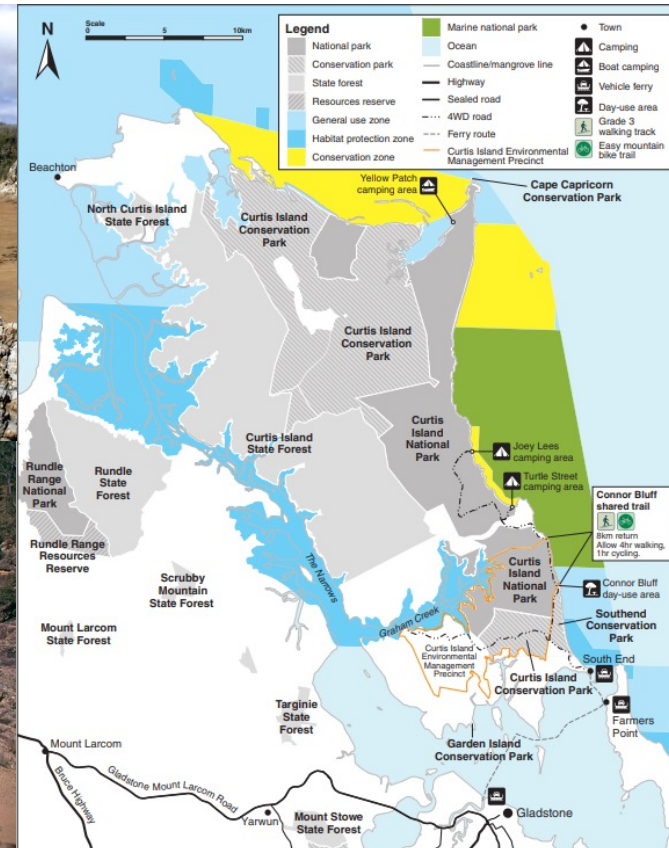 N
Scale
0 5 10km
Legend
National park
Conservation park
State forest
Resources reserve
General use zone
Habitat protection zone
Conservation zone
Marine national park
Ocean
Coastline/mangrove line
Highway
Sealed road
4WD road
Ferry route
Curtis Island Environmental
Management Precinct
Town
Camping
Boat camping
Vehicle ferry
Day-use area
Grade 3
walking track
Easy mountain
bike trail
Beachton
Yellow Patch
camping area
Cape Capricorn
Conservation Park
North Curtis Island
State Forest
Curtis Island
Conservation
Park
Curtis Island
Conservation
Park
Curtis Island
State Forest
Curtis
Island
National
Park
Joey Lees
camping area
Turtle Street
camping area
Rundle
Range
National
Park
Rundle
State
Forest
Rundle Range
Resources
Reserve
Connor Bluff
shared trail
8km return
Allow 4hr walking,
1hr cycling.
The Narrows
Scrubby
Mountain
State Forest
Curtis
Island
National
Park
Connor Bluff
day-use area
Mount Larcom
State Forest
Graham Creek
Southend
Conservation
Park
Curtis Island
Environmental
Management
Precinct
South End
Curtis Island
Conservation Park
Targinie
State
Forest
Farmers
Point
Garden Island
Conservation Park
Mount Larcom
Bruce Highway
Gladstone Mount Larcom Road
Yarwun
Gladstone
Mount Stowe
State Forest